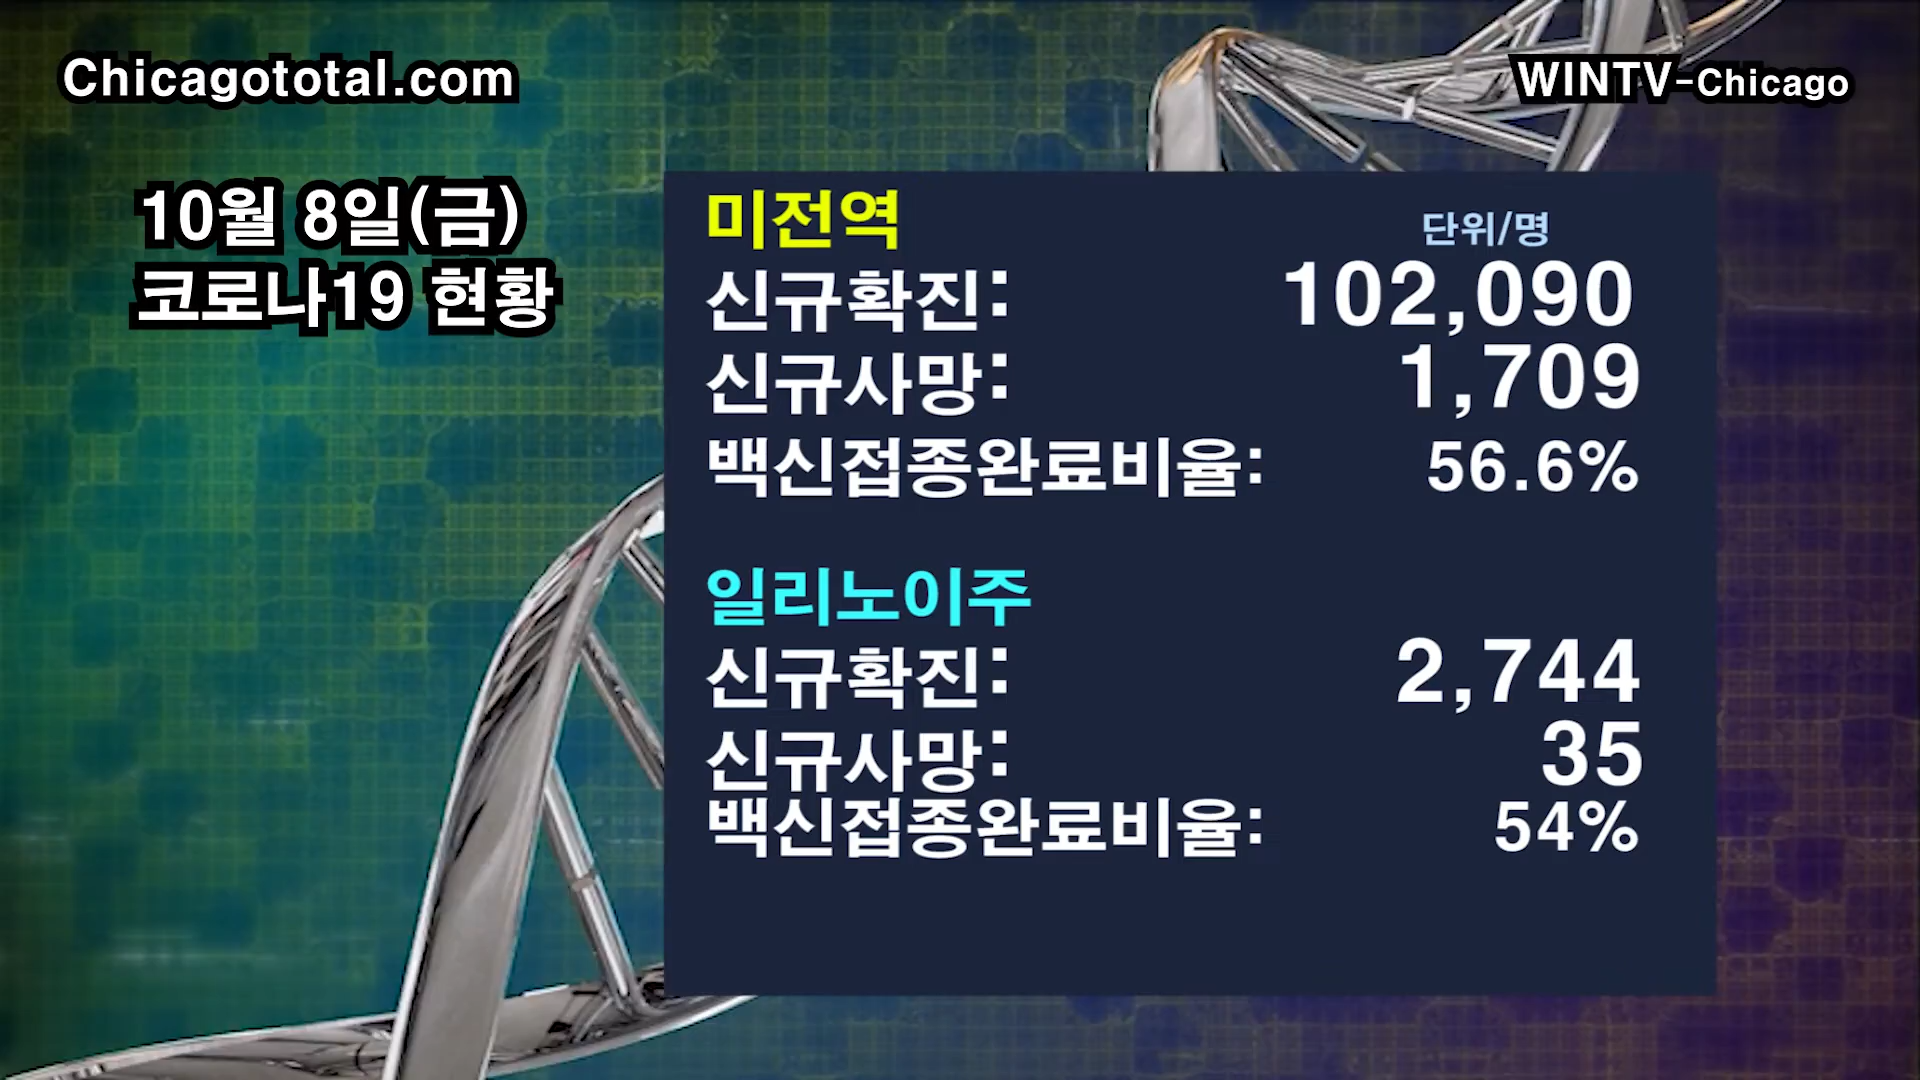 Chicagototal.com
WINTV-Chicago
10월 8일(금)
코로나19 현황
미전역
단위/명
신규확진: 102,090
신규사망: 1,709
백신접종완료비율: 56.6%
일리노이주
신규확진: 2,744
신규사망: 35
백신접종완료비율: 54%